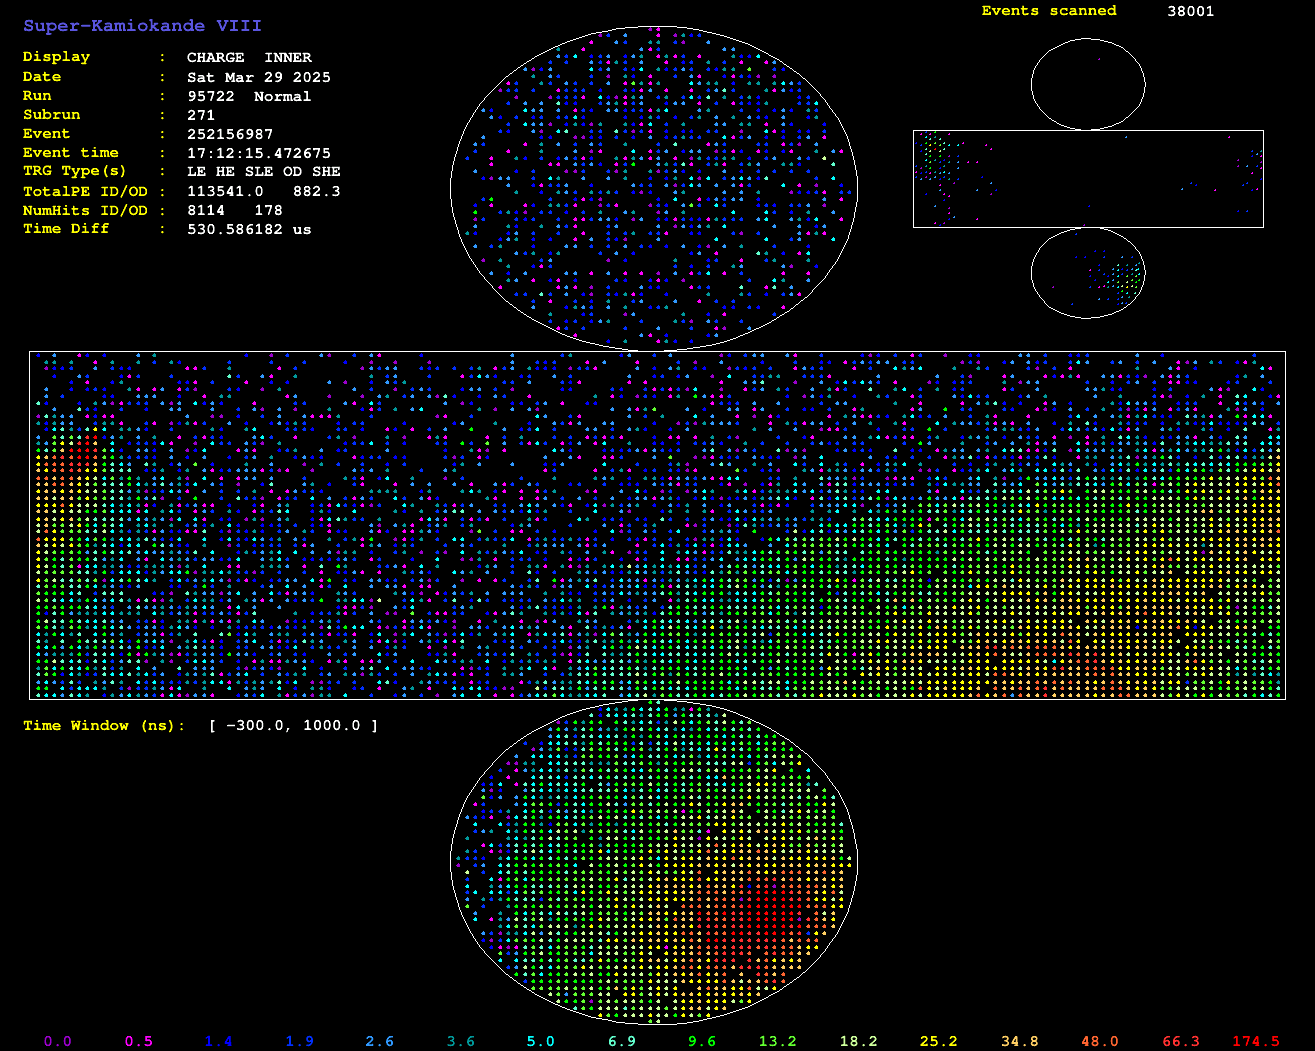 Super-Kamiokande VIII
Events scanned 38001
Display : CHARGE INNER
Date : Sat Mar 29 2025
Run : 95722 Normal
Subrun : 271
Event : 252156987
Event time : 17:12:15.472675
TRG Type(s) : LE HE SLE OD SHE
TotalPE ID/OD : 113541.0 882.3
NumHits ID/OD : 8114 178
Time Diff : 530.586182 us
Time Window (ns): [ -300.0, 1000.0 ]
0.0 0.5 1.4 1.9 2.6 3.6 5.0 6.9 9.6 13.2 18.2 25.2 34.8 48.0 66.3 174.5